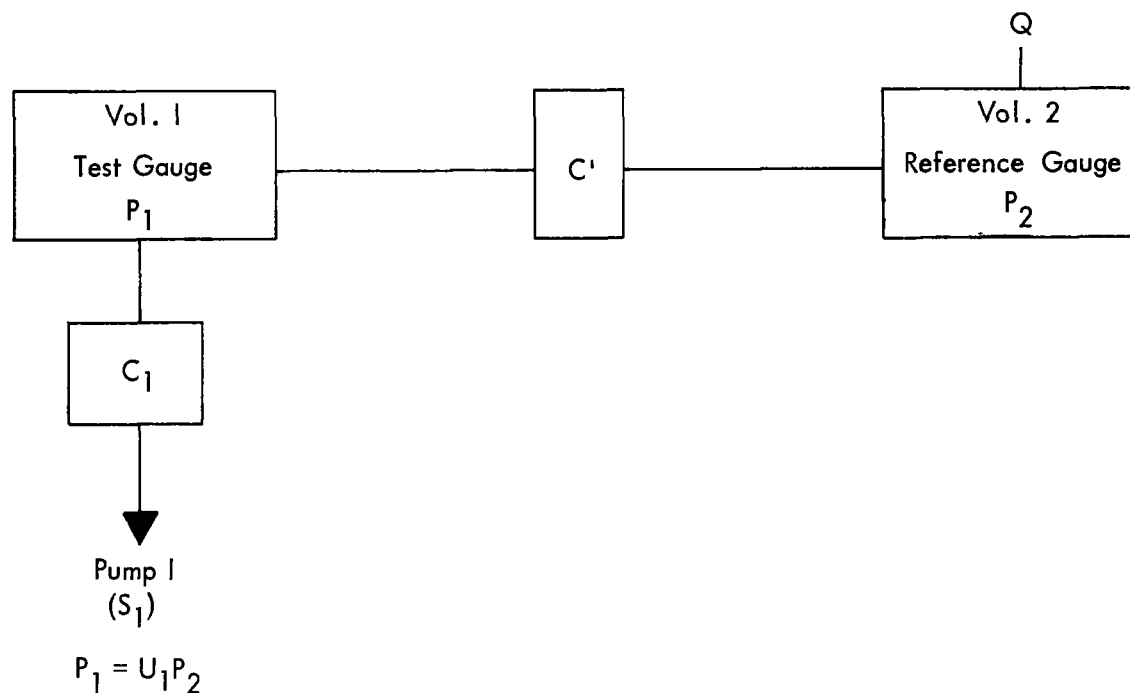 Q
Vol. 1
Test Gauge
P₁
C'
Vol. 2
Reference Gauge
P₂
C₁
Pump 1
(S₁)
P₁ = U₁P₂